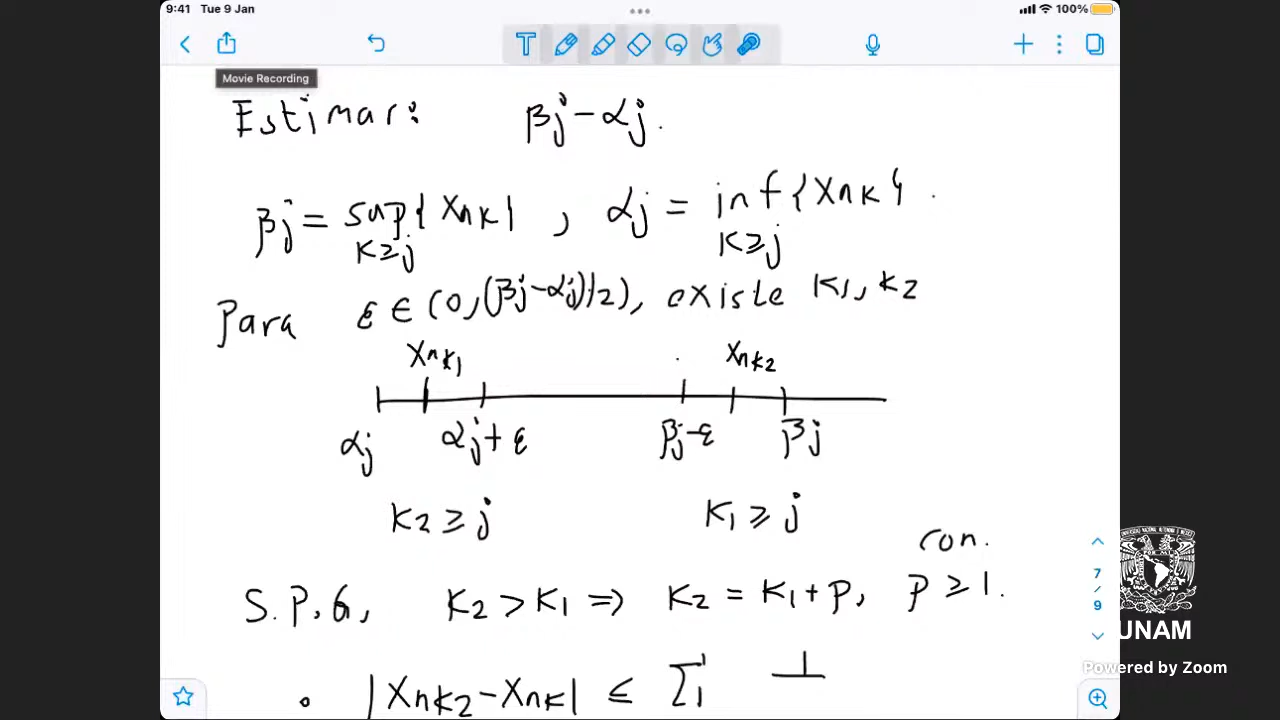 9:41 Tue 9 Jan 100%
Movie Recording
Estimar: βj - αj.
βj = sup{Xnk} , αj = inf{Xnk} .
K≥j K≥j
Para ε ∈ (0,(βj-αj)/2), existe K1, K2
Xnk1 Xnk2
αj αj+ε βj-ε βj
K2 ≥ j K1 ≥ j
con.
S.P.G, K2 > K1 ⇒ K2 = K1 + P, P ≥ 1.
|Xnk2 - Xnk1| ≤ Σ 1
7
/
9
UNAM
Powered by Zoom